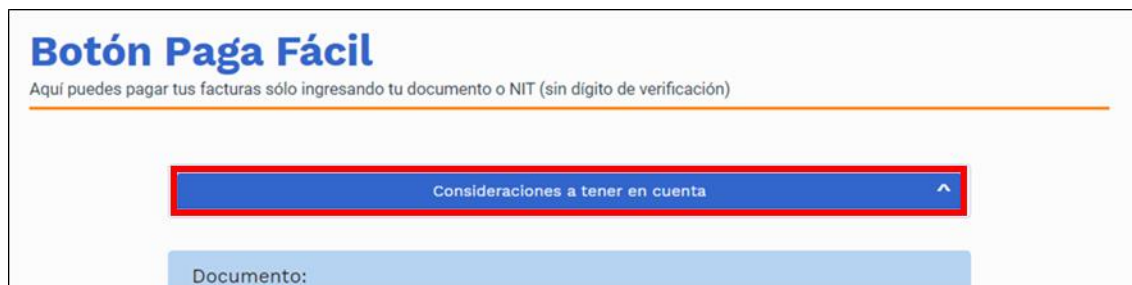 Botón Paga Fácil
Aquí puedes pagar tus facturas sólo ingresando tu documento o NIT (sin dígito de verificación)
Consideraciones a tener en cuenta
Documento: